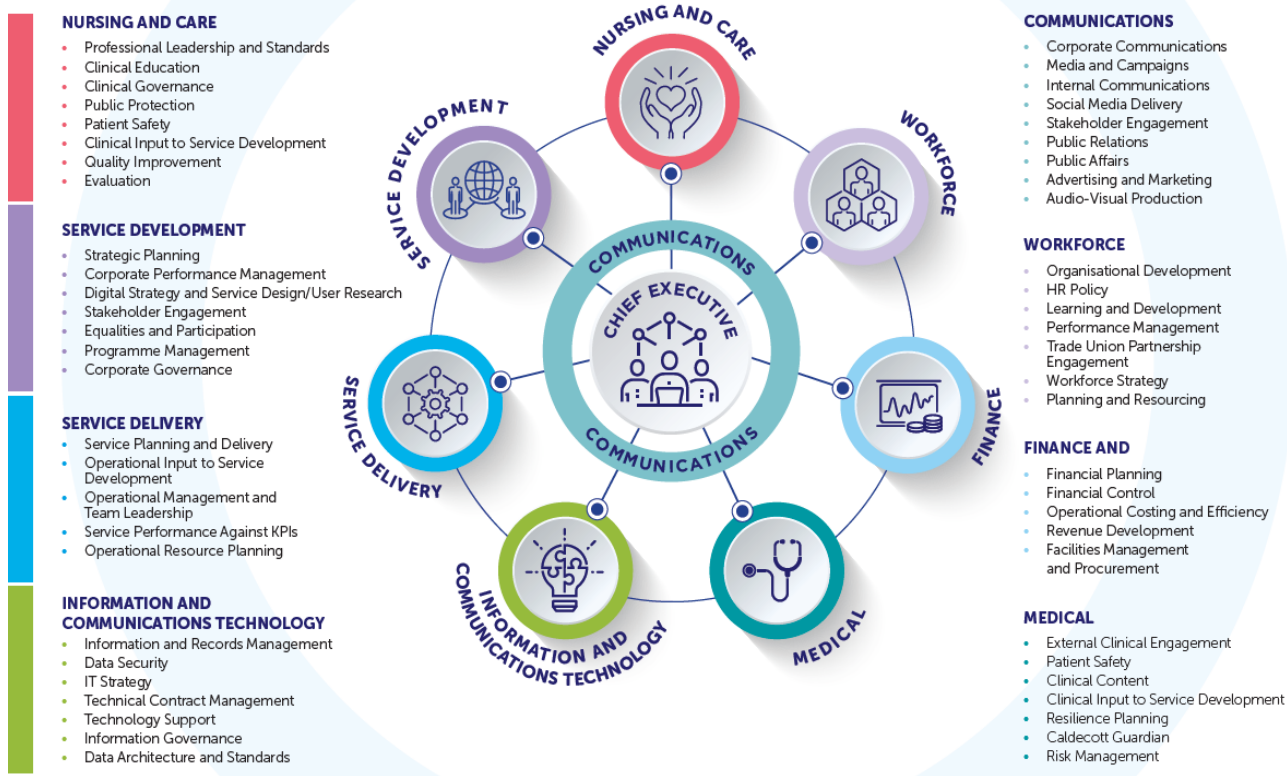 NURSING AND CARE
Professional Leadership and Standards
Clinical Education
Clinical Governance
Public Protection
Patient Safety
Clinical Input to Service Development
Quality Improvement
Evaluation
SERVICE DEVELOPMENT
Strategic Planning
Corporate Performance Management
Digital Strategy and Service Design/User Research
Stakeholder Engagement
Equalities and Participation
Programme Management
Corporate Governance
SERVICE DELIVERY
Service Planning and Delivery
Operational Input to Service
Development
Operational Management and
Team Leadership
Service Performance Against KPIs
Operational Resource Planning
INFORMATION AND
COMMUNICATIONS TECHNOLOGY
Information and Records Management
Data Security
IT Strategy
Technical Contract Management
Technology Support
Information Governance
Data Architecture and Standards
NURSING AND CARE
WORKFORCE
FINANCE
MEDICAL
INFORMATION AND
COMMUNICATIONS TECHNOLOGY
SERVICE DELIVERY
SERVICE DEVELOPMENT
COMMUNICATIONS
CHIEF EXECUTIVE
COMMUNICATIONS
COMMUNICATIONS
Corporate Communications
Media and Campaigns
Internal Communications
Social Media Delivery
Stakeholder Engagement
Public Relations
Public Affairs
Advertising and Marketing
Audio-Visual Production
WORKFORCE
Organisational Development
HR Policy
Learning and Development
Performance Management
Trade Union Partnership
Engagement
Workforce Strategy
Planning and Resourcing
FINANCE AND
Financial Planning
Financial Control
Operational Costing and Efficiency
Revenue Development
Facilities Management
and Procurement
MEDICAL
External Clinical Engagement
Patient Safety
Clinical Content
Clinical Input to Service Development
Resilience Planning
Caldecott Guardian
Risk Management